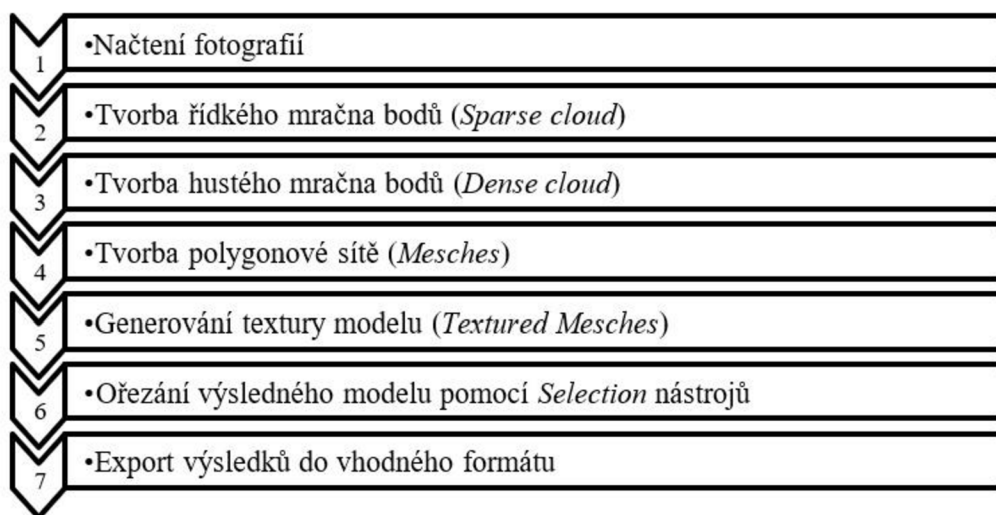 1 •Načtení fotografií
2 •Tvorba řídkého mračna bodů (Sparse cloud)
3 •Tvorba hustého mračna bodů (Dense cloud)
4 •Tvorba polygonové sítě (Mesches)
5 •Generování textury modelu (Textured Mesches)
6 •Ořezání výsledného modelu pomocí Selection nástrojů
7 •Export výsledků do vhodného formátu